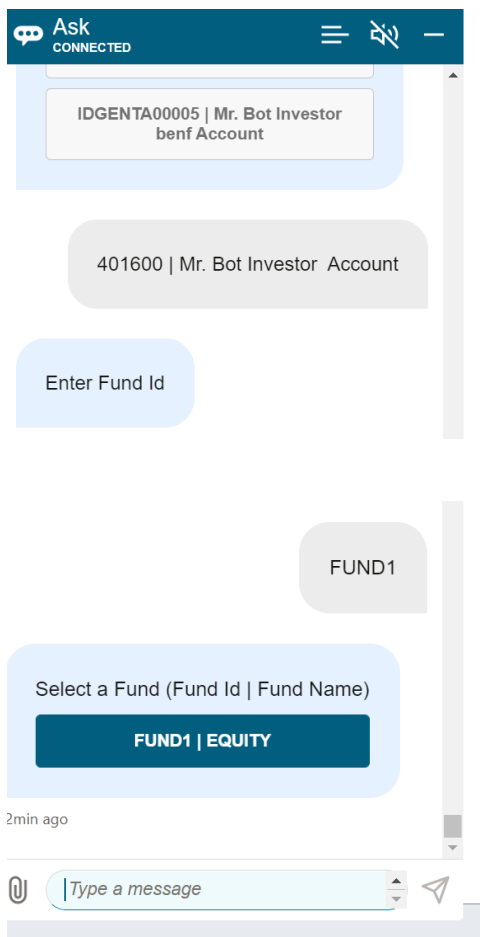 Ask
CONNECTED
IDGENTA00005 | Mr. Bot Investor
benf Account
401600 | Mr. Bot Investor  Account
Enter Fund Id
FUND1
Select a Fund (Fund Id | Fund Name)
FUND1 | EQUITY
2min ago
Type a message